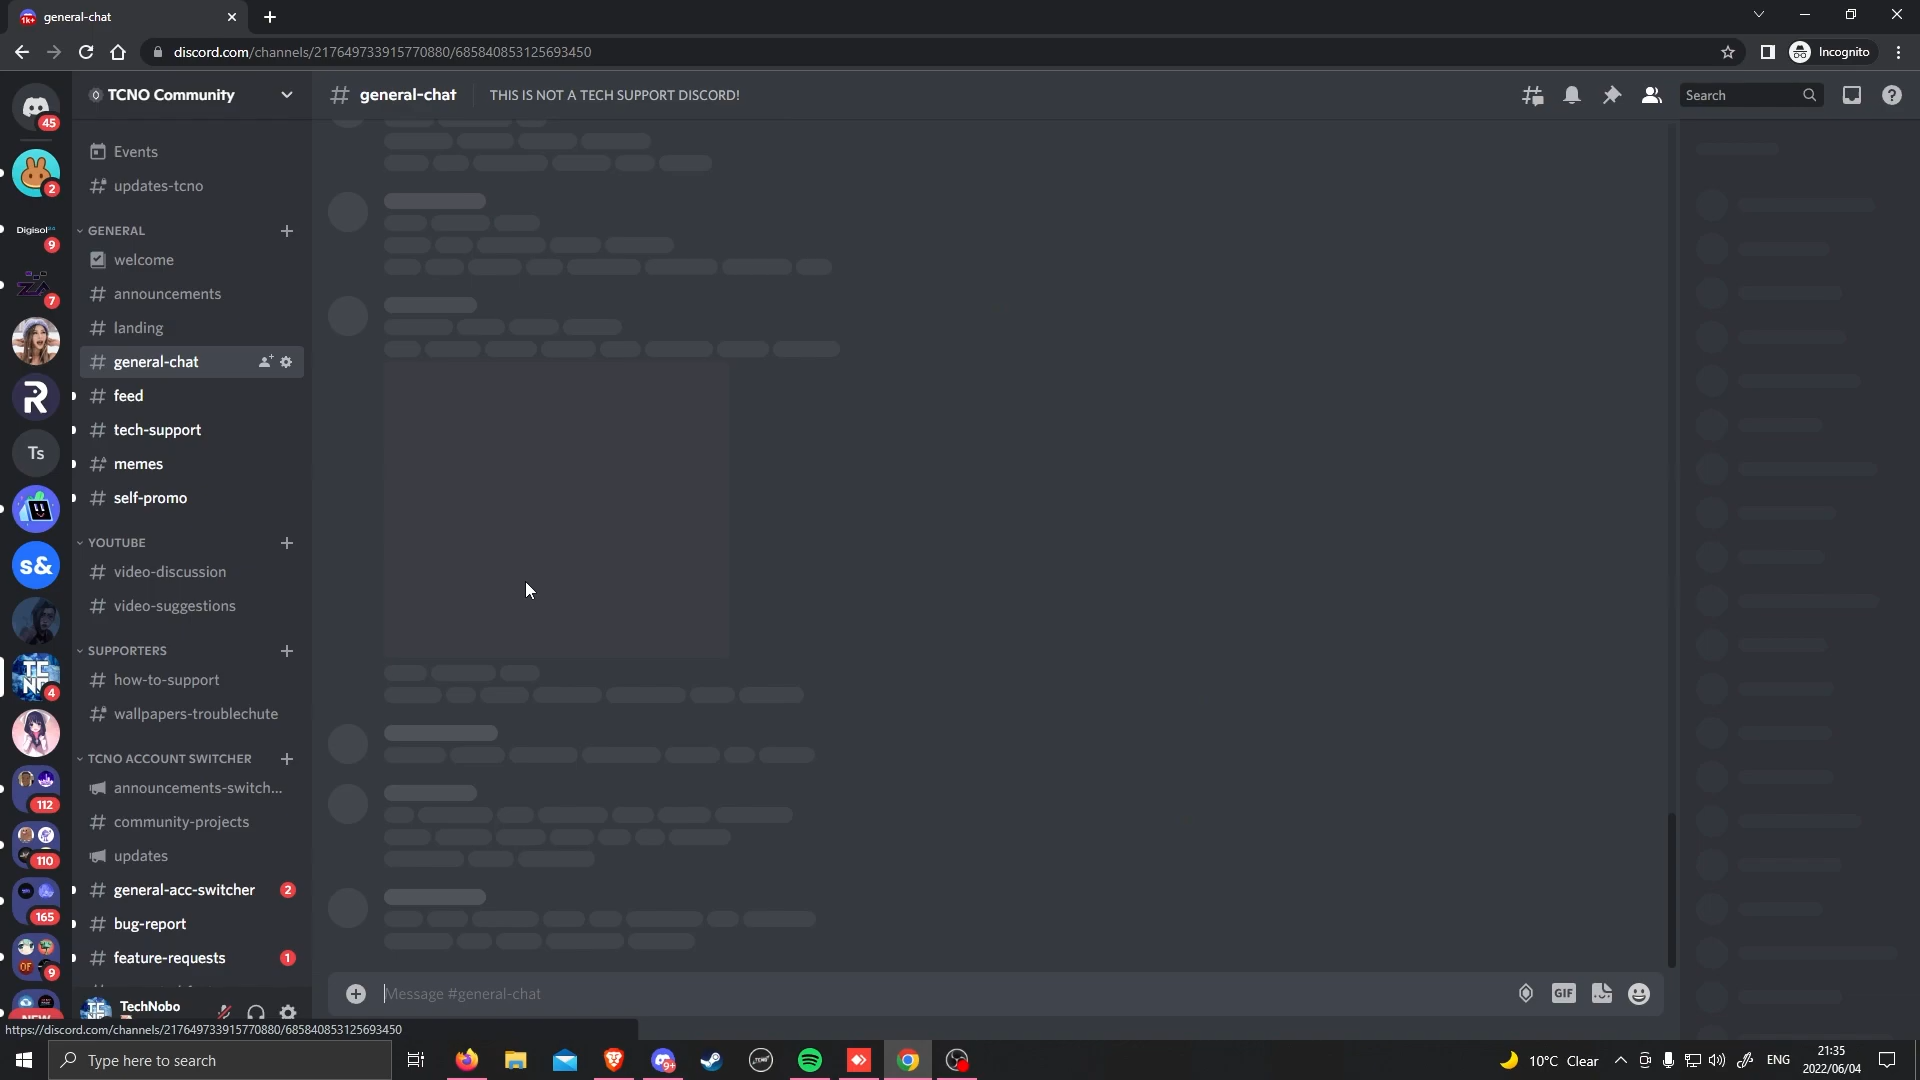 general-chat
discord.com/channels/217649733915770880/685840853125693450
Incognito
45
TCNO Community
general-chat
THIS IS NOT A TECH SUPPORT DISCORD!
Search
2
Events
updates-tcno
Digisol
9
GENERAL
welcome
7
announcements
landing
general-chat
feed
Ts
tech-support
memes
self-promo
YOUTUBE
s&
video-discussion
video-suggestions
SUPPORTERS
4
how-to-support
wallpapers-troublechute
TCNO ACCOUNT SWITCHER
112
announcements-switch...
community-projects
110
updates
165
general-acc-switcher
2
bug-report
9
feature-requests
1
Message #general-chat
GIF
TechNobo
https://discord.com/channels/217649733915770880/685840853125693450
Type here to search
10°C Clear
ENG
21:35
2022/06/04